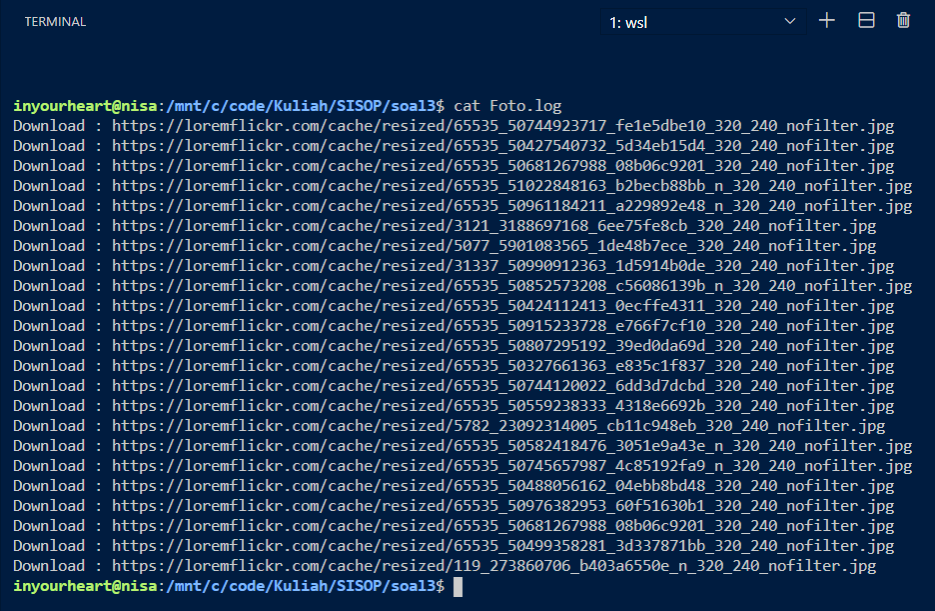 TERMINAL
1: wsl
inyourheart@nisa:/mnt/c/code/Kuliah/SISOP/soal3$ cat Foto.log
Download : https://loremflickr.com/cache/resized/65535_50744923717_fe1e5dbe10_320_240_nofilter.jpg
Download : https://loremflickr.com/cache/resized/65535_50427540732_5d34eb15d4_320_240_nofilter.jpg
Download : https://loremflickr.com/cache/resized/65535_50681267988_08b06c9201_320_240_nofilter.jpg
Download : https://loremflickr.com/cache/resized/65535_51022848163_b2becb88bb_n_320_240_nofilter.jpg
Download : https://loremflickr.com/cache/resized/65535_50961184211_a229892e48_n_320_240_nofilter.jpg
Download : https://loremflickr.com/cache/resized/3121_3188697168_6ee75fe8cb_320_240_nofilter.jpg
Download : https://loremflickr.com/cache/resized/5077_5901083565_1de48b7ece_320_240_nofilter.jpg
Download : https://loremflickr.com/cache/resized/31337_50990912363_1d5914b0de_320_240_nofilter.jpg
Download : https://loremflickr.com/cache/resized/65535_50852573208_c56086139b_n_320_240_nofilter.jpg
Download : https://loremflickr.com/cache/resized/65535_50424112413_0ecffe4311_320_240_nofilter.jpg
Download : https://loremflickr.com/cache/resized/65535_50915233728_e766f7cf10_320_240_nofilter.jpg
Download : https://loremflickr.com/cache/resized/65535_50807295192_39ed0da69d_320_240_nofilter.jpg
Download : https://loremflickr.com/cache/resized/65535_50327661363_e835c1f837_320_240_nofilter.jpg
Download : https://loremflickr.com/cache/resized/65535_50744120022_6dd3d7dcbd_320_240_nofilter.jpg
Download : https://loremflickr.com/cache/resized/65535_50559238333_4318e6692b_320_240_nofilter.jpg
Download : https://loremflickr.com/cache/resized/5782_23092314005_cb11c948eb_320_240_nofilter.jpg
Download : https://loremflickr.com/cache/resized/65535_50582418476_3051e9a43e_n_320_240_nofilter.jpg
Download : https://loremflickr.com/cache/resized/65535_50745657987_4c85192fa9_n_320_240_nofilter.jpg
Download : https://loremflickr.com/cache/resized/65535_50488056162_04ebb8bd48_320_240_nofilter.jpg
Download : https://loremflickr.com/cache/resized/65535_50976382953_60f51630b1_320_240_nofilter.jpg
Download : https://loremflickr.com/cache/resized/65535_50681267988_08b06c9201_320_240_nofilter.jpg
Download : https://loremflickr.com/cache/resized/65535_50499358281_3d337871bb_320_240_nofilter.jpg
Download : https://loremflickr.com/cache/resized/119_273860706_b403a6550e_n_320_240_nofilter.jpg
inyourheart@nisa:/mnt/c/code/Kuliah/SISOP/soal3$